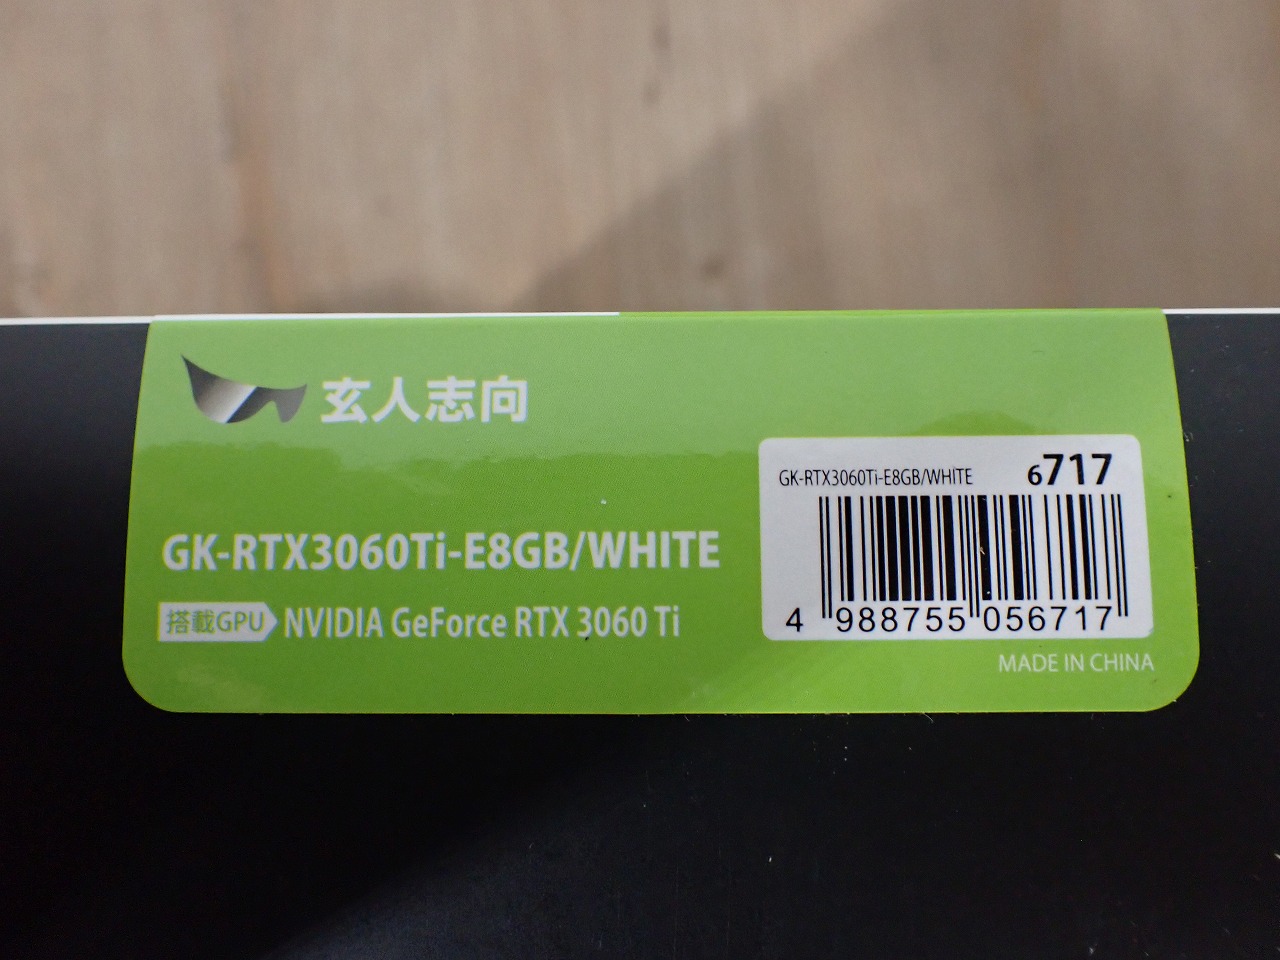 玄人志向
GK-RTX3060Ti-E8GB/WHITE
搭載GPU NVIDIA GeForce RTX 3060 Ti
GK-RTX3060Ti-E8GB/WHITE 6717
4 988755 056717
MADE IN CHINA